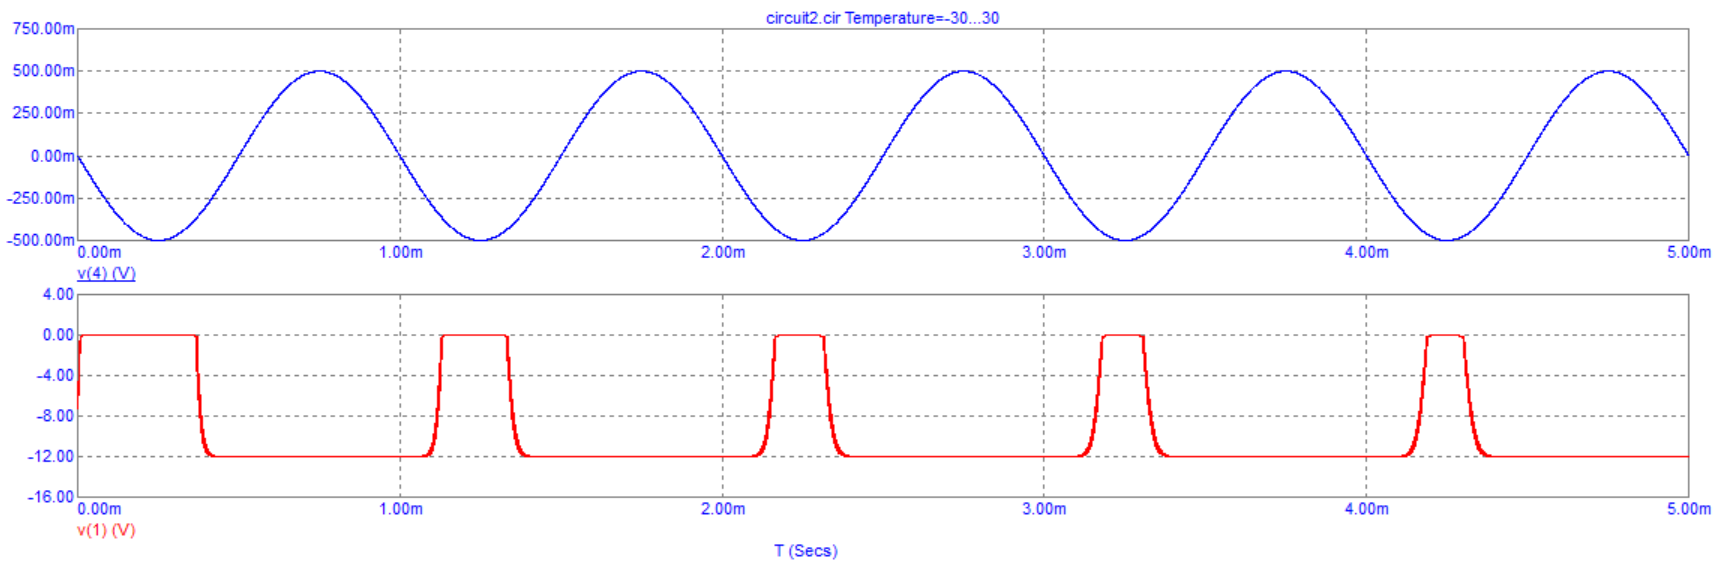 circuit2.cir Temperature=-30...30
750.00m
500.00m
250.00m
0.00m
-250.00m
-500.00m
0.00m 1.00m 2.00m 3.00m 4.00m 5.00m
v(4) (V)
4.00
0.00
-4.00
-8.00
-12.00
-16.00
0.00m 1.00m 2.00m 3.00m 4.00m 5.00m
v(1) (V)
T (Secs)